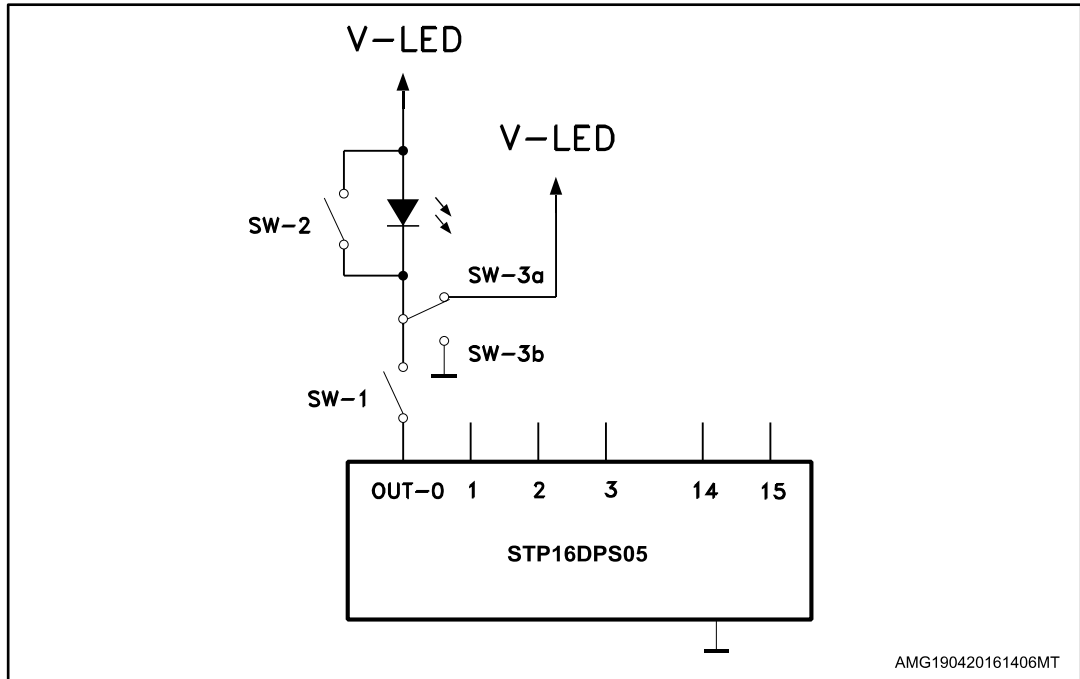 V-LED
V-LED
SW-2
SW-3a
SW-3b
SW-1
OUT-0 1 2 3 14 15
STP16DPS05
AMG190420161406MT